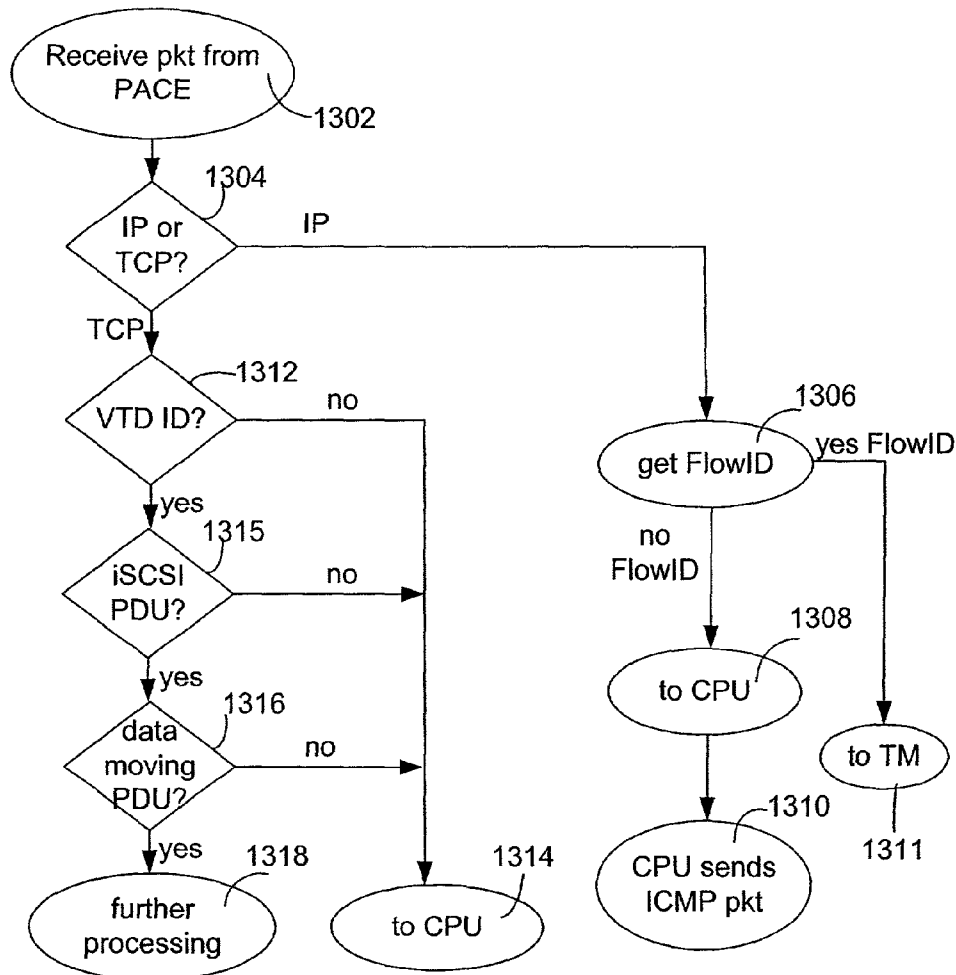 Receive pkt from
PACE
1302
1304
IP or
TCP?
IP
TCP
1312
VTD ID?
no
yes
1306
get FlowID
yes FlowID
no
FlowID
1315
iSCSI
PDU?
no
yes
1308
to CPU
1316
data
moving
PDU?
no
yes
to TM
1311
1310
CPU sends
ICMP pkt
1318
further
processing
1314
to CPU